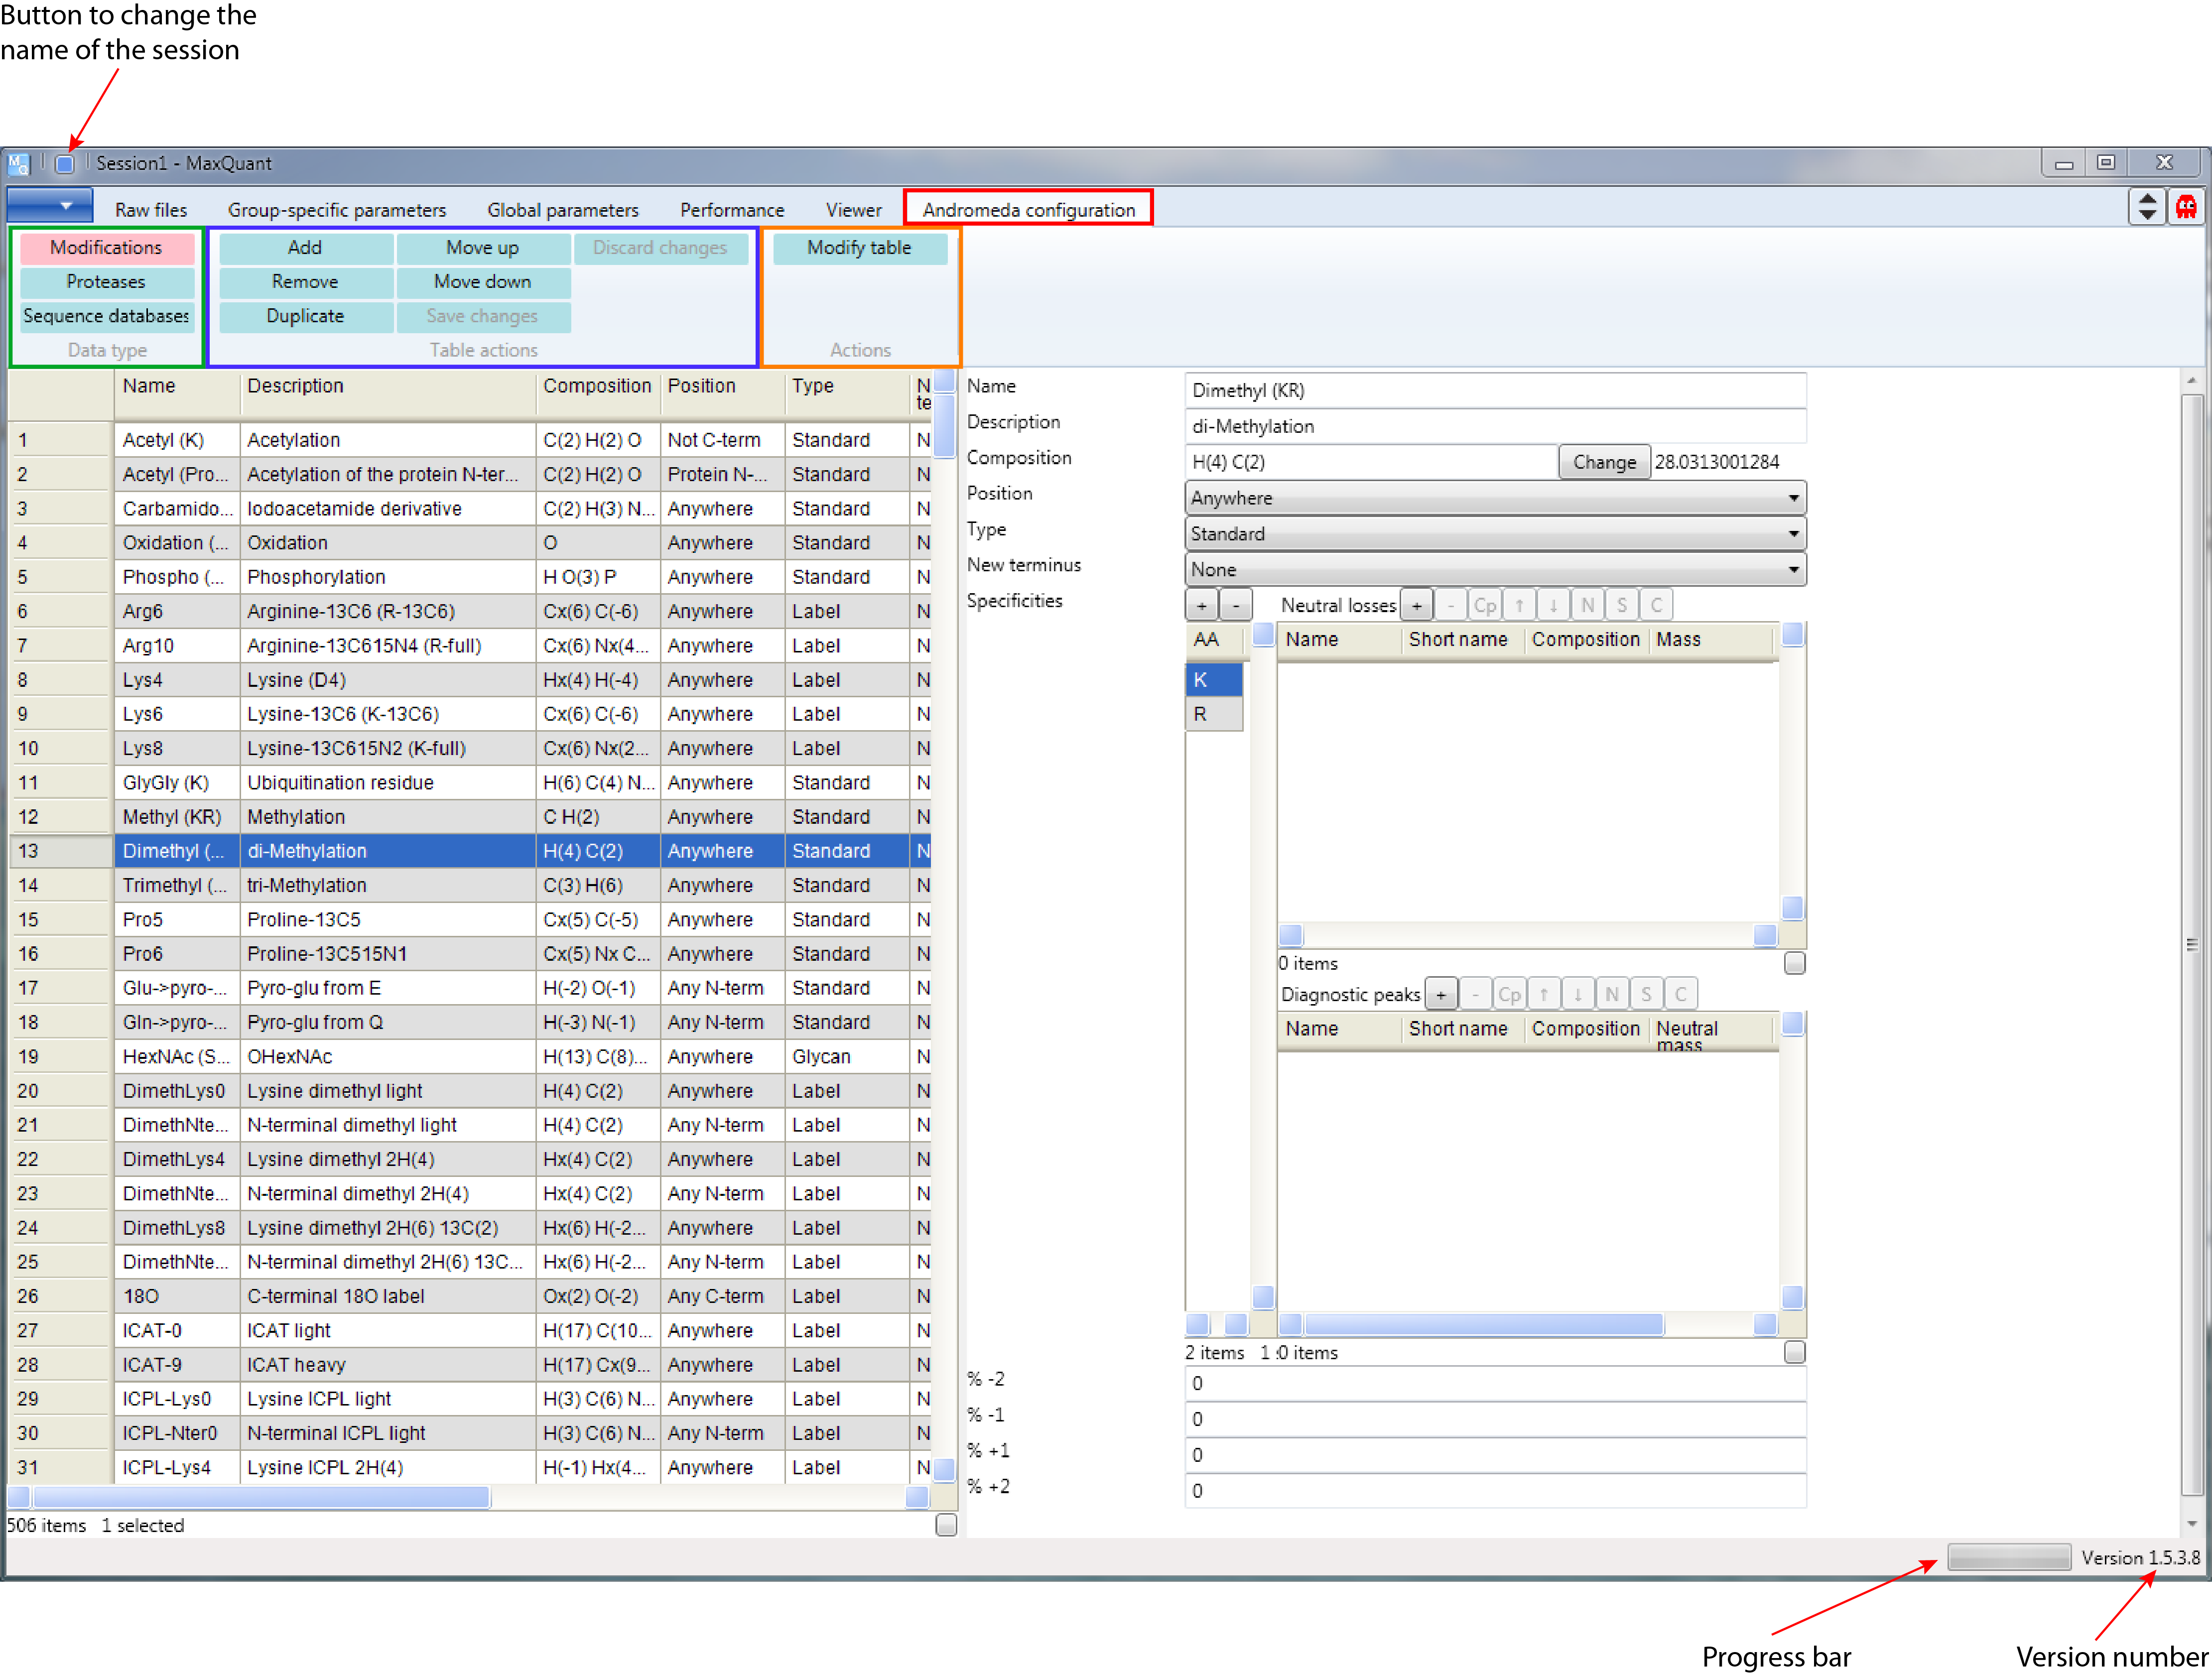 Button to change the
name of the session
MQ
Session1 - MaxQuant
Raw files Group-specific parameters Global parameters Performance Viewer Andromeda configuration
Modifications Add Move up Discard changes Modify table
Proteases Remove Move down
Sequence databases Duplicate Save changes
Data type Table actions Actions
Name Description Composition Position Type N
te
1 Acetyl (K) Acetylation C(2) H(2) O Not C-term Standard N
2 Acetyl (Pro... Acetylation of the protein N-ter... C(2) H(2) O Protein N-... Standard N
3 Carbamido... Iodoacetamide derivative C(2) H(3) N... Anywhere Standard N
4 Oxidation (... Oxidation O Anywhere Standard N
5 Phospho (... Phosphorylation H O(3) P Anywhere Standard N
6 Arg6 Arginine-13C6 (R-13C6) Cx(6) C(-6) Anywhere Label N
7 Arg10 Arginine-13C615N4 (R-full) Cx(6) Nx(4... Anywhere Label N
8 Lys4 Lysine (D4) Hx(4) H(-4) Anywhere Label N
9 Lys6 Lysine-13C6 (K-13C6) Cx(6) C(-6) Anywhere Label N
10 Lys8 Lysine-13C615N2 (K-full) Cx(6) Nx(2... Anywhere Label N
11 GlyGly (K) Ubiquitination residue H(6) C(4) N... Anywhere Standard N
12 Methyl (KR) Methylation C H(2) Anywhere Standard N
13 Dimethyl (... di-Methylation H(4) C(2) Anywhere Standard N
14 Trimethyl (... tri-Methylation C(3) H(6) Anywhere Standard N
15 Pro5 Proline-13C5 Cx(5) C(-5) Anywhere Standard N
16 Pro6 Proline-13C515N1 Cx(5) Nx C... Anywhere Standard N
17 Glu->pyro-... Pyro-glu from E H(-2) O(-1) Any N-term Standard N
18 Gln->pyro-... Pyro-glu from Q H(-3) N(-1) Any N-term Standard N
19 HexNAc (S... OHexNAc H(13) C(8)... Anywhere Glycan N
20 DimethLys0 Lysine dimethyl light H(4) C(2) Anywhere Label N
21 DimethNte... N-terminal dimethyl light H(4) C(2) Any N-term Label N
22 DimethLys4 Lysine dimethyl 2H(4) Hx(4) C(2) Anywhere Label N
23 DimethNte... N-terminal dimethyl 2H(4) Hx(4) C(2) Any N-term Label N
24 DimethLys8 Lysine dimethyl 2H(6) 13C(2) Hx(6) H(-2... Anywhere Label N
25 DimethNte... N-terminal dimethyl 2H(6) 13C... Hx(6) H(-2... Any N-term Label N
26 18O C-terminal 18O label Ox(2) O(-2) Any C-term Label N
27 ICAT-0 ICAT light H(17) C(10... Anywhere Label N
28 ICAT-9 ICAT heavy H(17) Cx(9... Anywhere Label N
29 ICPL-Lys0 Lysine ICPL light H(3) C(6) N... Anywhere Label N
30 ICPL-Nter0 N-terminal ICPL light H(3) C(6) N... Any N-term Label N
31 ICPL-Lys4 Lysine ICPL 2H(4) H(-1) Hx(4... Anywhere Label N
506 items 1 selected
Name Dimethyl (KR)
Description di-Methylation
Composition H(4) C(2) Change 28.0313001284
Position Anywhere
Type Standard
New terminus None
Specificities + - Neutral losses + - Cp ↑ ↓ N S C
AA Name Short name Composition Mass
K
R
0 items
Diagnostic peaks + - Cp ↑ ↓ N S C
Name Short name Composition Neutral
mass
2 items 1 :0 items
% -2 0
% -1 0
% +1 0
% +2 0
Version 1.5.3.8
Progress bar Version number